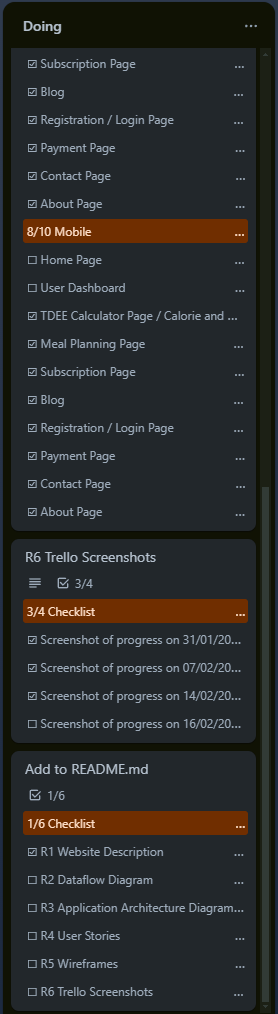 Doing
Subscription Page
Blog
Registration / Login Page
Payment Page
Contact Page
About Page
8/10 Mobile
Home Page
User Dashboard
TDEE Calculator Page / Calorie and ...
Meal Planning Page
Subscription Page
Blog
Registration / Login Page
Payment Page
Contact Page
About Page
R6 Trello Screenshots
3/4
3/4 Checklist
Screenshot of progress on 31/01/20...
Screenshot of progress on 07/02/20...
Screenshot of progress on 14/02/20...
Screenshot of progress on 16/02/20...
Add to README.md
1/6
1/6 Checklist
R1 Website Description
R2 Dataflow Diagram
R3 Application Architecture Diagram...
R4 User Stories
R5 Wireframes
R6 Trello Screenshots